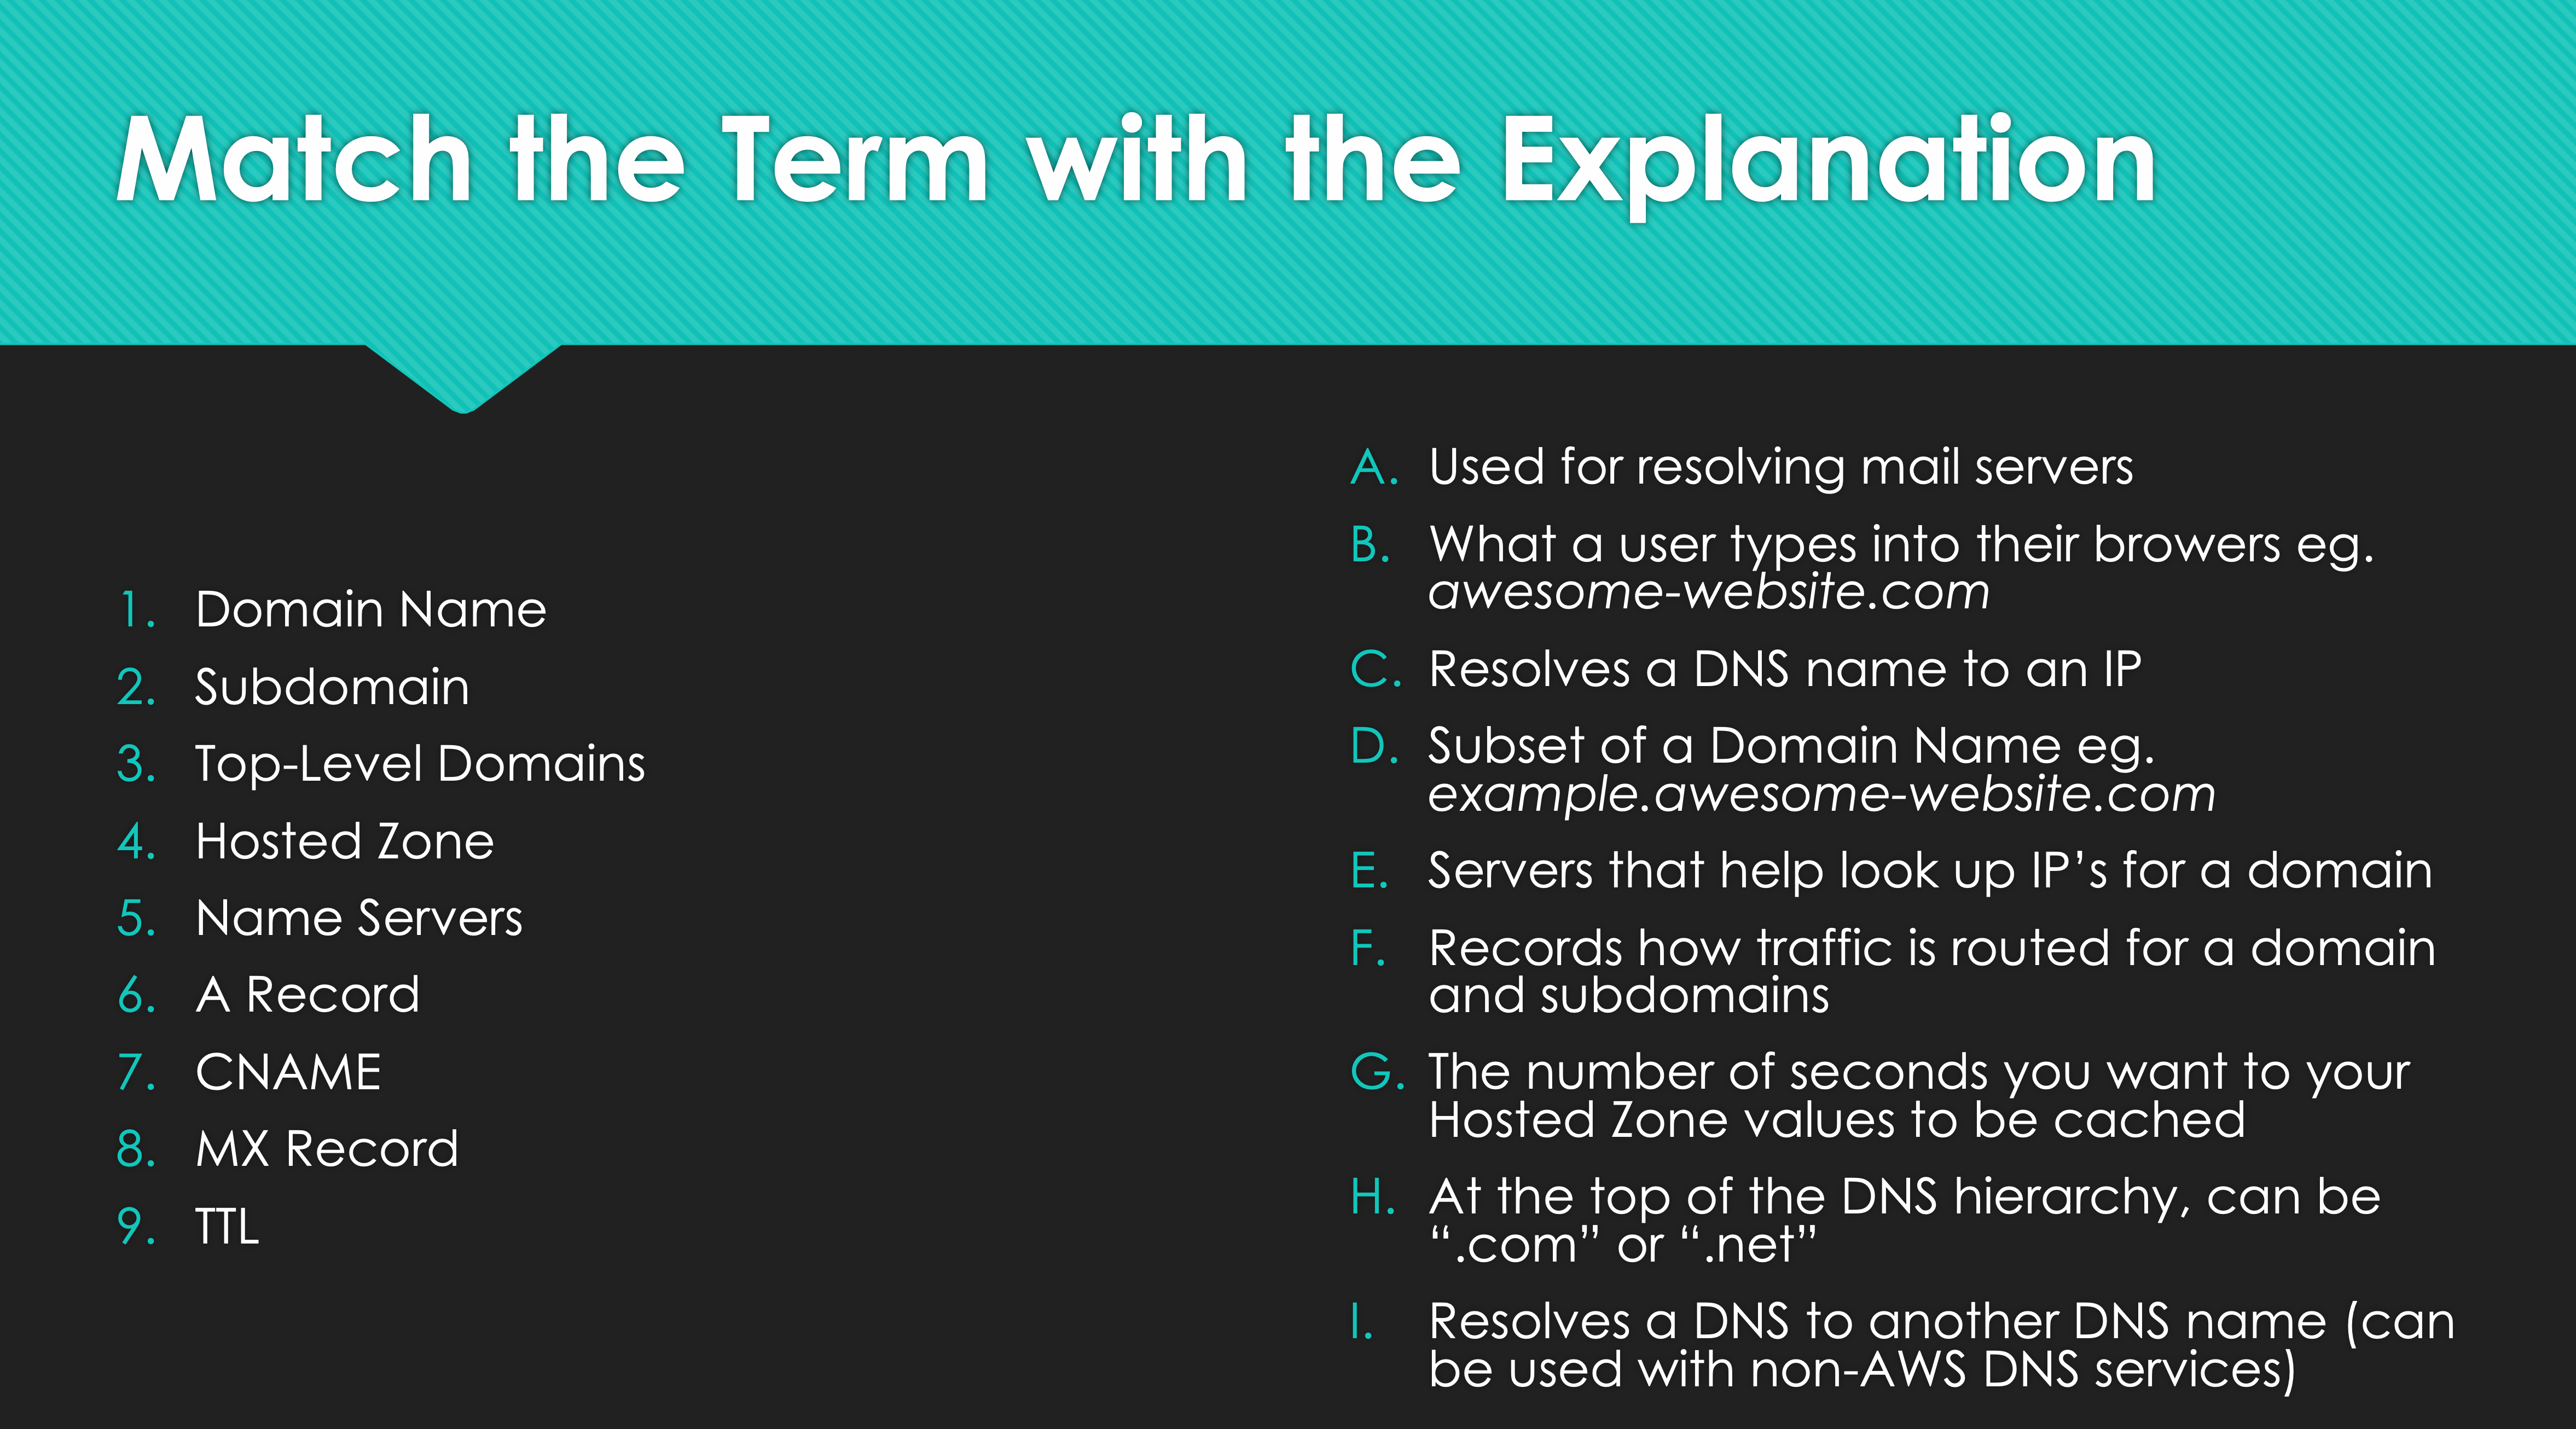 Match the Term with the Explanation
1. Domain Name
2. Subdomain
3. Top-Level Domains
4. Hosted Zone
5. Name Servers
6. A Record
7. CNAME
8. MX Record
9. TTL
A. Used for resolving mail servers
B. What a user types into their browers eg.
awesome-website.com
C. Resolves a DNS name to an IP
D. Subset of a Domain Name eg.
example.awesome-website.com
E. Servers that help look up IP’s for a domain
F. Records how traffic is routed for a domain
and subdomains
G. The number of seconds you want to your
Hosted Zone values to be cached
H. At the top of the DNS hierarchy, can be
“.com” or “.net”
I. Resolves a DNS to another DNS name (can
be used with non-AWS DNS services)